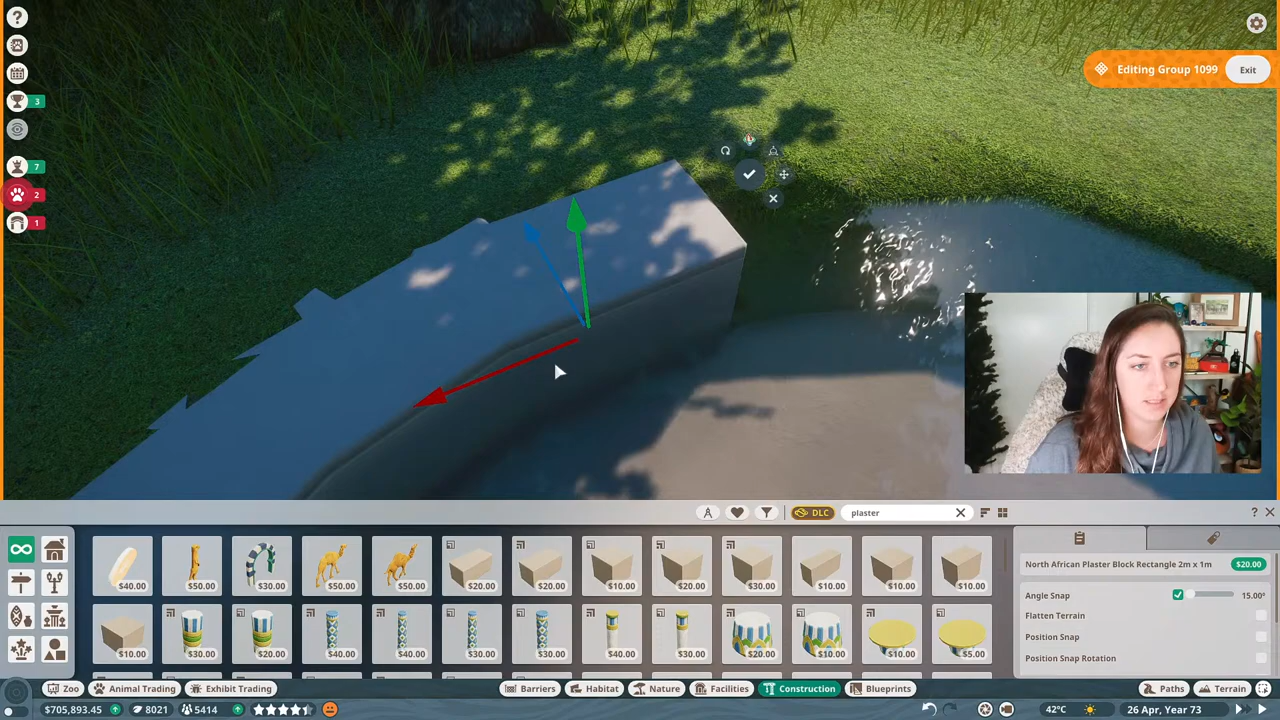 Editing Group 1099 Exit
3
7
2
1
DLC plaster
$40.00 $50.00 $30.00 $50.00 $50.00 $20.00 $20.00 $10.00 $20.00 $30.00 $10.00 $10.00 $10.00
$10.00 $30.00 $20.00 $40.00 $40.00 $30.00 $30.00 $40.00 $30.00 $20.00 $10.00 $10.00 $5.00
North African Plaster Block Rectangle 2m x 1m $20.00
Angle Snap 15.00°
Flatten Terrain
Position Snap
Position Snap Rotation
Zoo Animal Trading Exhibit Trading Barriers Habitat Nature Facilities Construction Blueprints Paths Terrain
$705,893.45 8021 5414 42°C 26 Apr, Year 73